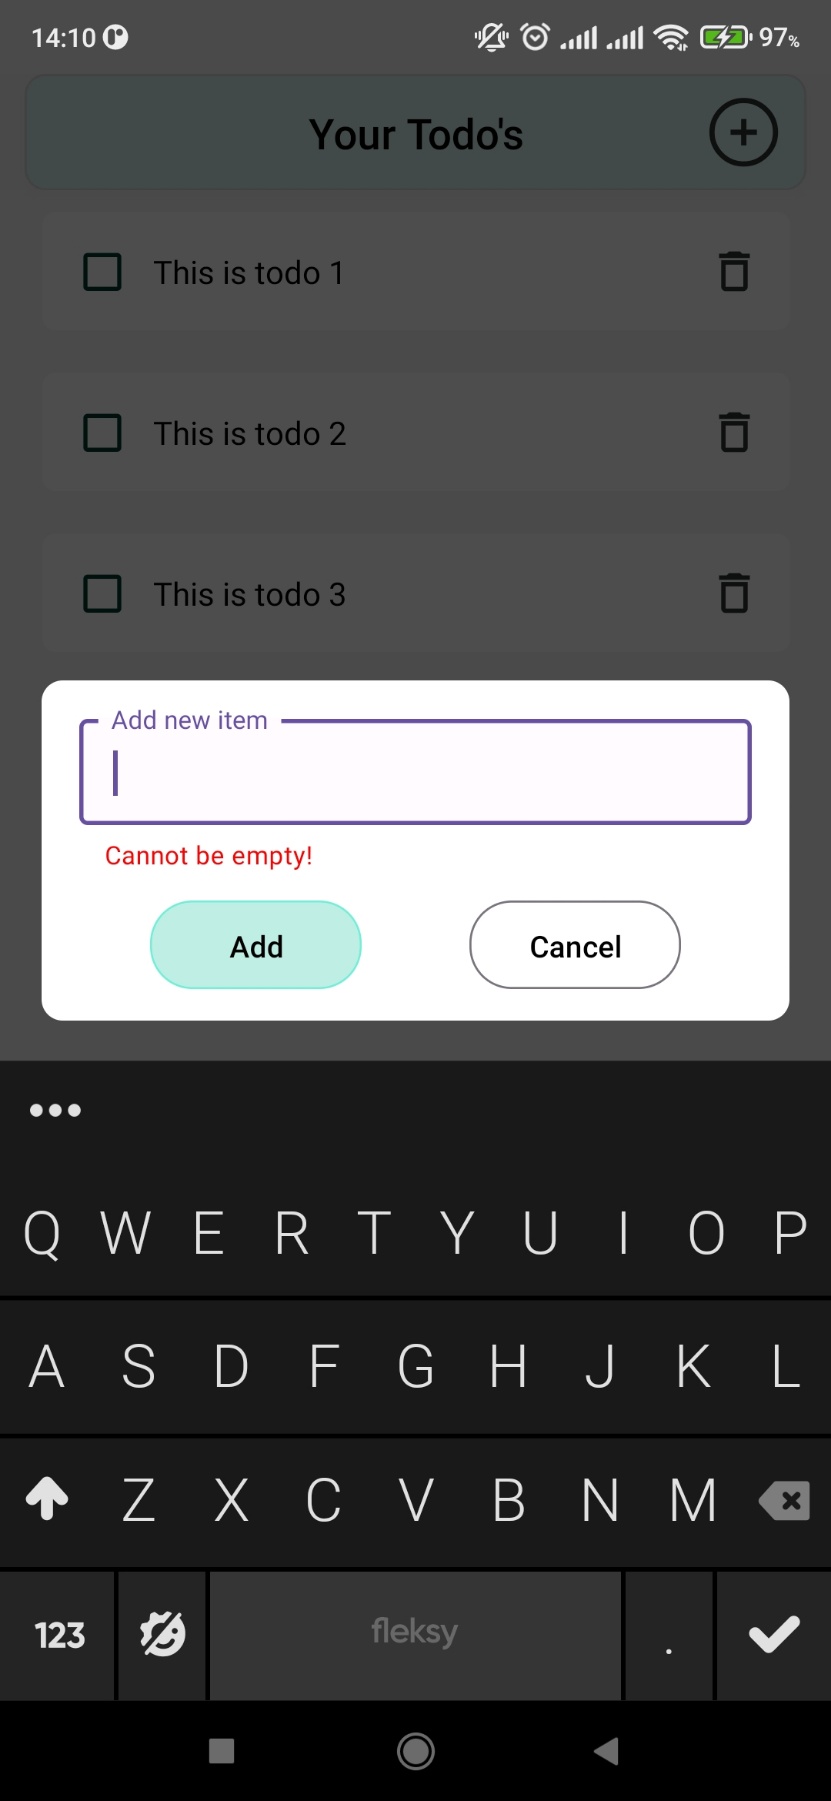 14:10 97%
Your Todo's
This is todo 1
This is todo 2
This is todo 3
Add new item
Cannot be empty!
Add Cancel
Q W E R T Y U I O P
A S D F G H J K L
Z X C V B N M
123 fleksy .